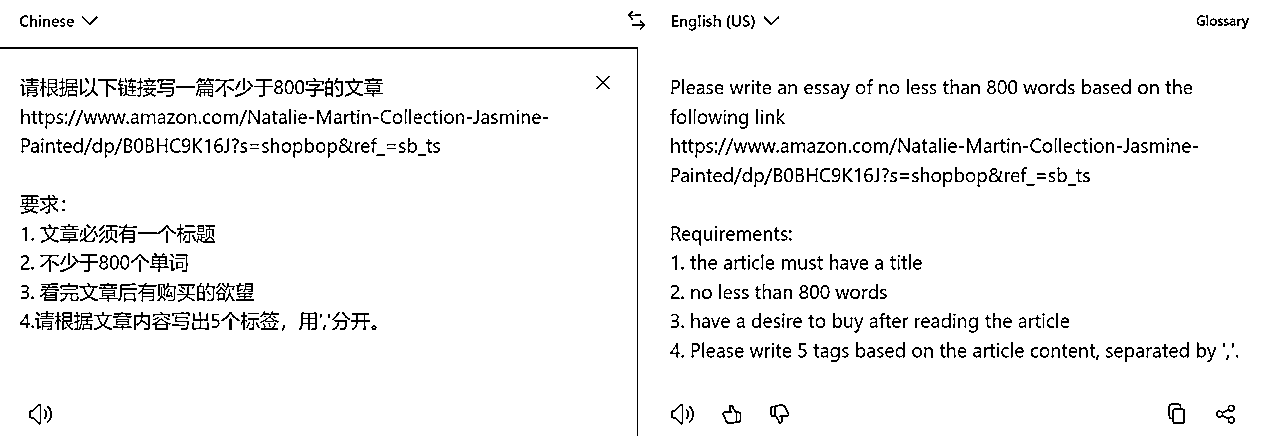 Chinese
English (US)
Glossary
请根据以下链接写一篇不少于800字的文章
https://www.amazon.com/Natalie-Martin-Collection-Jasmine-
Painted/dp/B0BHC9K16J?s=shopbop&ref_=sb_ts
要求：
1. 文章必须有一个标题
2. 不少于800个单词
3. 看完文章后有购买的欲望
4.请根据文章内容写出5个标签，用','分开。
Please write an essay of no less than 800 words based on the
following link
https://www.amazon.com/Natalie-Martin-Collection-Jasmine-
Painted/dp/B0BHC9K16J?s=shopbop&ref_=sb_ts
Requirements:
1. the article must have a title
2. no less than 800 words
3. have a desire to buy after reading the article
4. Please write 5 tags based on the article content, separated by ','.